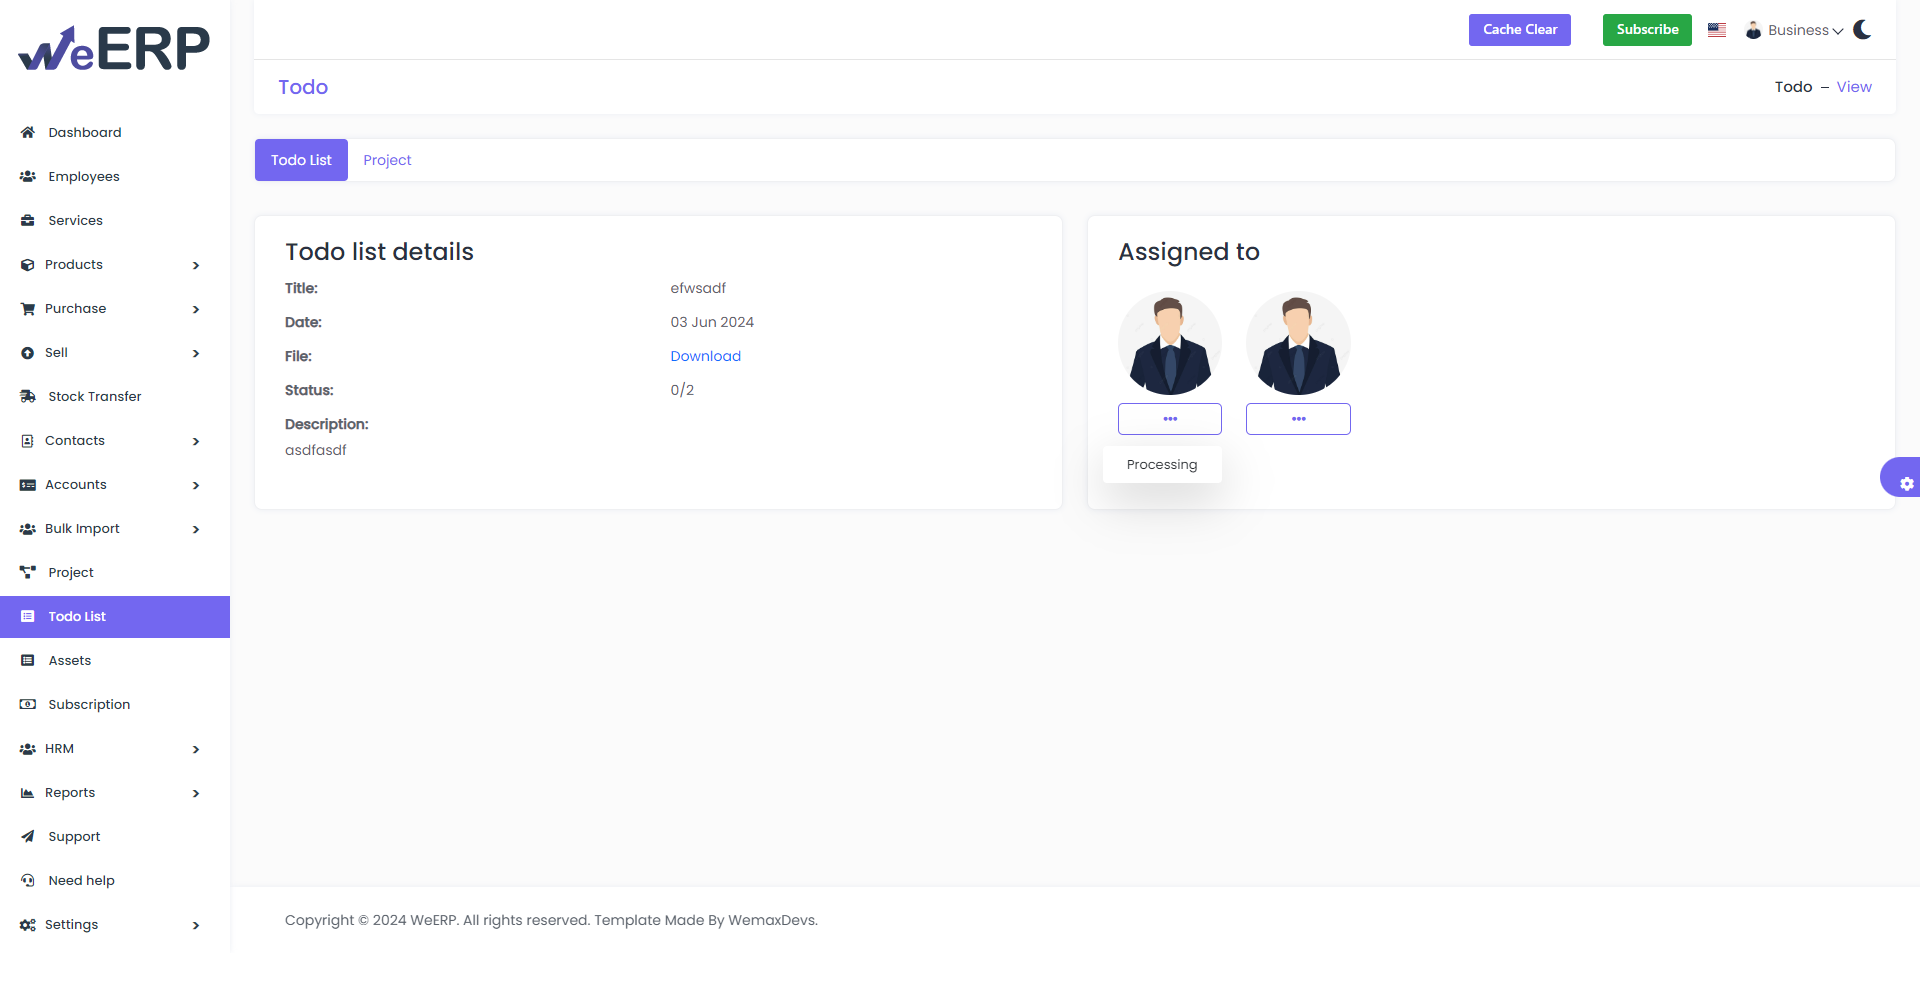 WeERP
Cache Clear
Subscribe
Business
Todo
Todo – View
Dashboard
Employees
Services
Products
Purchase
Sell
Stock Transfer
Contacts
Accounts
Bulk Import
Project
Todo List
Assets
Subscription
HRM
Reports
Support
Need help
Settings
Todo List
Project
Todo list details
Title: efwsadf
Date: 03 Jun 2024
File: Download
Status: 0/2
Description:
asdfasdf
Assigned to
Processing
Copyright © 2024 WeERP. All rights reserved. Template Made By WemaxDevs.